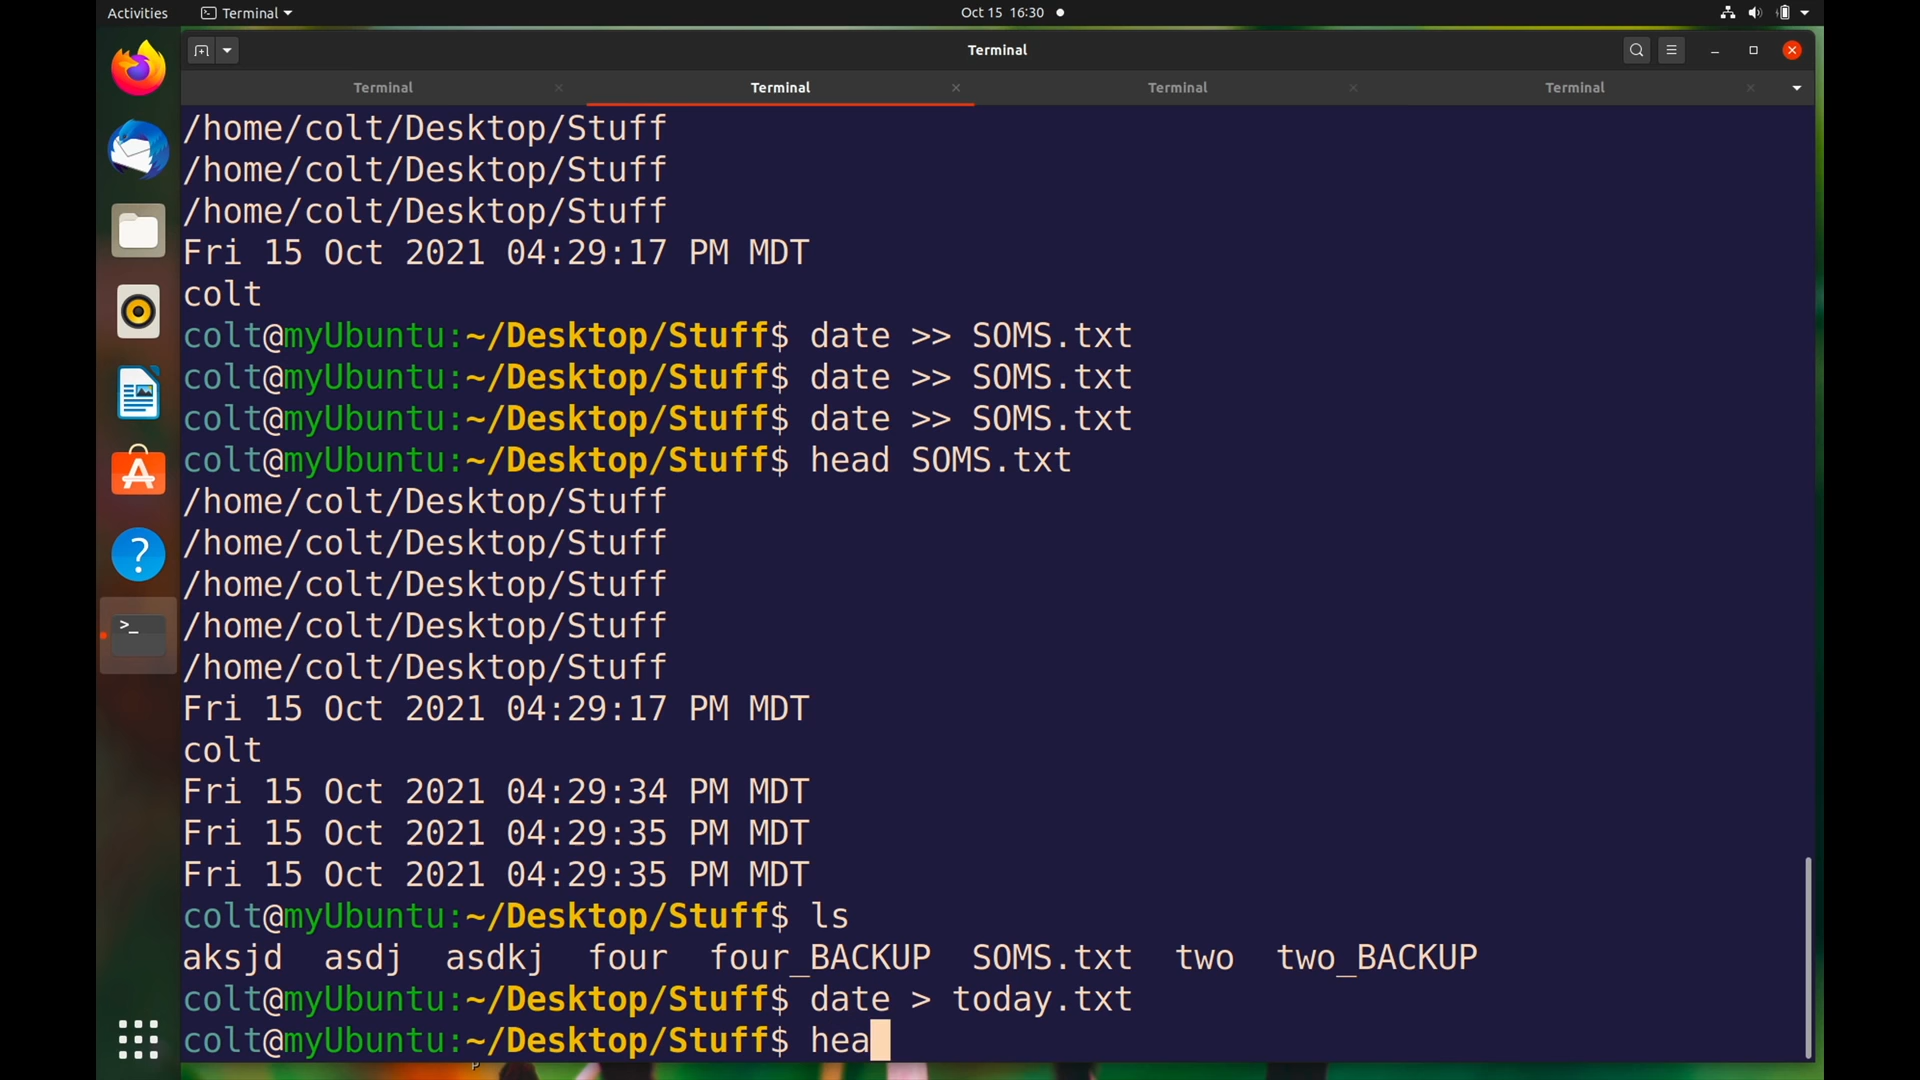 Activities Terminal Oct 15 16:30
Terminal
Terminal Terminal Terminal Terminal
/home/colt/Desktop/Stuff
/home/colt/Desktop/Stuff
/home/colt/Desktop/Stuff
Fri 15 Oct 2021 04:29:17 PM MDT
colt
colt@myUbuntu:~/Desktop/Stuff$ date >> SOMS.txt
colt@myUbuntu:~/Desktop/Stuff$ date >> SOMS.txt
colt@myUbuntu:~/Desktop/Stuff$ date >> SOMS.txt
colt@myUbuntu:~/Desktop/Stuff$ head SOMS.txt
/home/colt/Desktop/Stuff
/home/colt/Desktop/Stuff
/home/colt/Desktop/Stuff
/home/colt/Desktop/Stuff
/home/colt/Desktop/Stuff
Fri 15 Oct 2021 04:29:17 PM MDT
colt
Fri 15 Oct 2021 04:29:34 PM MDT
Fri 15 Oct 2021 04:29:35 PM MDT
Fri 15 Oct 2021 04:29:35 PM MDT
colt@myUbuntu:~/Desktop/Stuff$ ls
aksjd asdj asdkj four four_BACKUP SOMS.txt two two_BACKUP
colt@myUbuntu:~/Desktop/Stuff$ date > today.txt
colt@myUbuntu:~/Desktop/Stuff$ hea